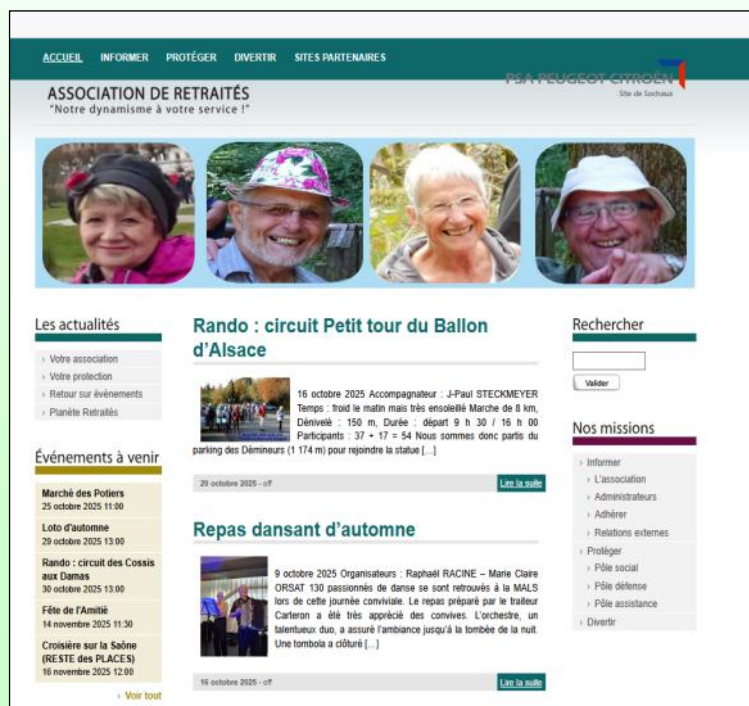 ACCUEIL INFORMER PROTÉGER DIVERTIR SITES PARTENAIRES
PSA PEUGEOT CITROËN
Site de Sochaux
ASSOCIATION DE RETRAITÉS
"Notre dynamisme à votre service !"
Les actualités
› Votre association
› Votre protection
› Retour sur évènements
› Planète Retraités
Événements à venir
Marché des Potiers
25 octobre 2025 11:00
Loto d'automne
29 octobre 2025 13:00
Rando : circuit des Cossis
aux Damas
30 octobre 2025 13:00
Fête de l'Amitié
14 novembre 2025 11:30
Croisière sur la Saône
(RESTE des PLACES)
16 novembre 2025 12:00
› Voir tout
Rando : circuit Petit tour du Ballon
d'Alsace
16 octobre 2025 Accompagnateur : J-Paul STECKMEYER
Temps : froid le matin mais très ensoleillé Marche de 8 km,
Dénivelé : 150 m, Durée : départ 9 h 30 / 16 h 00
Participants : 37 + 17 = 54 Nous sommes donc partis du
parking des Démineurs (1 174 m) pour rejoindre la statue [...]
20 octobre 2025 - off
Lire la suite
Repas dansant d'automne
9 octobre 2025 Organisateurs : Raphaël RACINE – Marie Claire
ORSAT 130 passionnés de danse se sont retrouvés à la MALS
lors de cette journée conviviale. Le repas préparé par le traiteur
Carteron a été très apprécié des convives. L'orchestre, un
talentueux duo, a assuré l'ambiance jusqu'à la tombée de la nuit.
Une tombola a clôturé [...]
16 octobre 2025 - off
Lire la suite
Rechercher
Valider
Nos missions
› Informer
› L'association
› Administrateurs
› Adhérer
› Relations externes
› Protéger
› Pôle social
› Pôle défense
› Pôle assistance
› Divertir